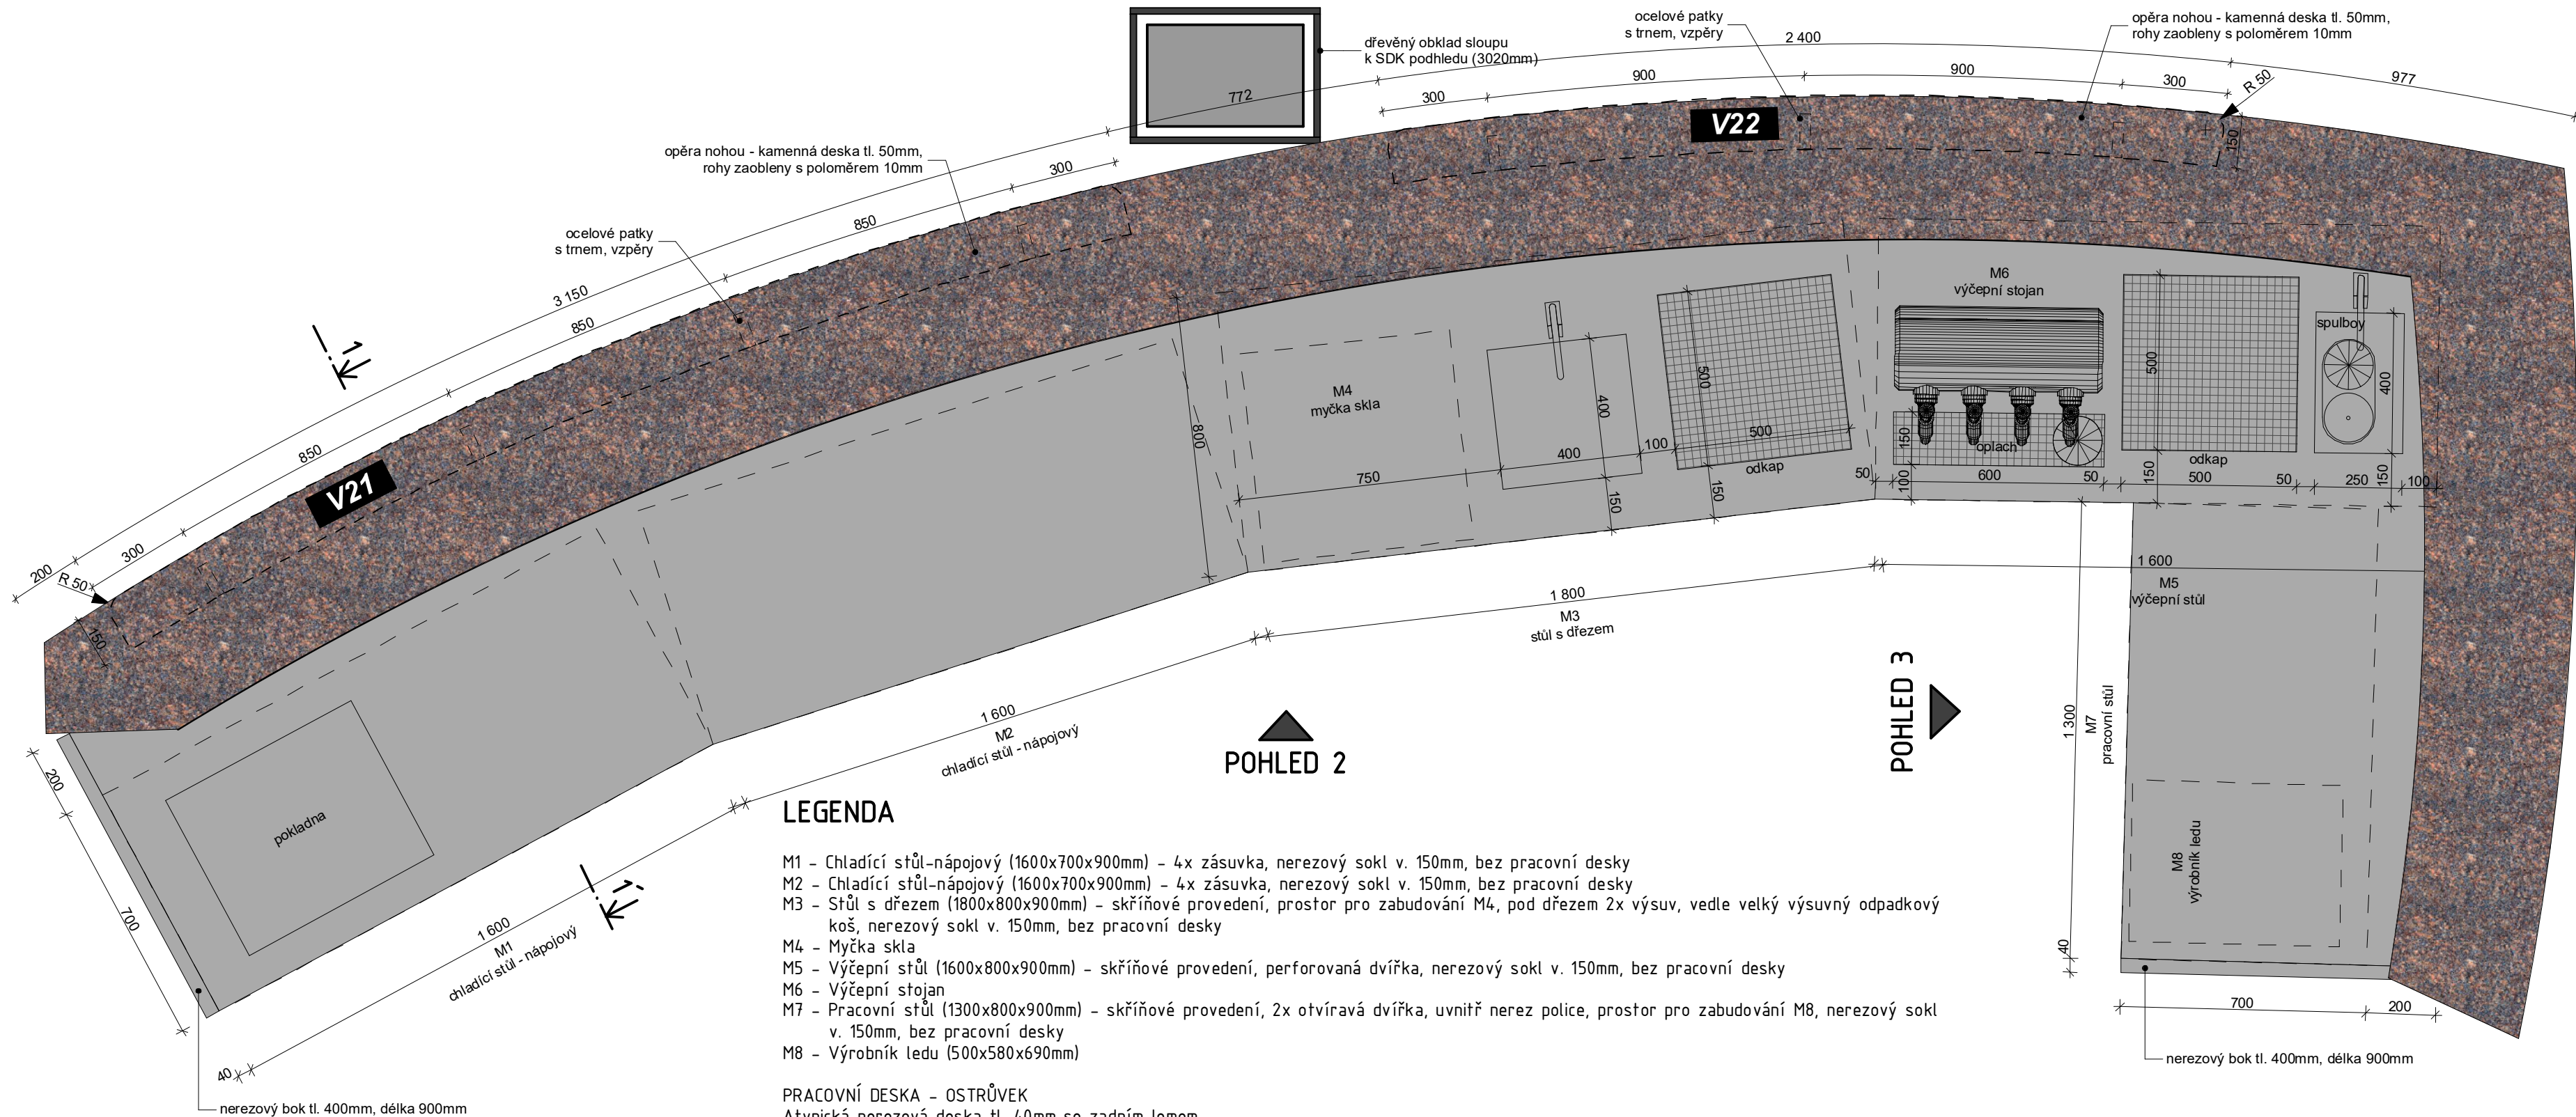 ocelové patky
s trnem, vzpěry
opěra nohou - kamenná deska tl. 50mm,
rohy zaobleny s poloměrem 10mm
dřevěný obklad sloupu
k SDK podhledu (3020mm)
2 400
977
772
300
900
900
300
R 50
150
V22
opěra nohou - kamenná deska tl. 50mm,
rohy zaobleny s poloměrem 10mm
ocelové patky
s trnem, vzpěry
3 150
300
850
850
850
300
200
R 50
150
V21
1
M6
výčepní stojan
spulboy
500
400
oplach
odkap
150
100
50
600
50
150
500
50
250
150
100
M4
myčka skla
800
750
400
400
100
500
500
odkap
150
150
1 600
M5
výčepní stůl
1 800
M3
stůl s dřezem
1 600
M2
chladící stůl - nápojový
POHLED 2
POHLED 3
1 300
M7
pracovní stůl
M8
výrobník ledu
40
700
200
nerezový bok tl. 400mm, délka 900mm
pokladna
200
700
1 600
M1
chladící stůl - nápojový
1'
40
nerezový bok tl. 400mm, délka 900mm
LEGENDA
M1 - Chladící stůl-nápojový (1600x700x900mm) - 4x zásuvka, nerezový sokl v. 150mm, bez pracovní desky
M2 - Chladící stůl-nápojový (1600x700x900mm) - 4x zásuvka, nerezový sokl v. 150mm, bez pracovní desky
M3 - Stůl s dřezem (1800x800x900mm) - skříňové provedení, prostor pro zabudování M4, pod dřezem 2x výsuv, vedle velký výsuvný odpadkový
koš, nerezový sokl v. 150mm, bez pracovní desky
M4 - Myčka skla
M5 - Výčepní stůl (1600x800x900mm) - skříňové provedení, perforovaná dvířka, nerezový sokl v. 150mm, bez pracovní desky
M6 - Výčepní stojan
M7 - Pracovní stůl (1300x800x900mm) - skříňové provedení, 2x otvíravá dvířka, uvnitř nerez police, prostor pro zabudování M8, nerezový sokl
v. 150mm, bez pracovní desky
M8 - Výrobník ledu (500x580x690mm)
PRACOVNÍ DESKA - OSTRŮVEK
Atypická nerezová deska tl. 40mm se zadním lemem